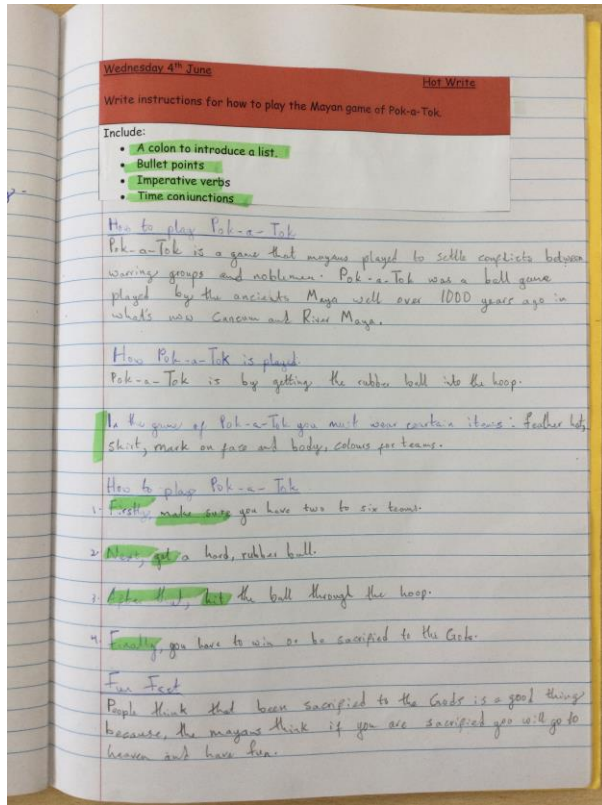 Wednesday 4th June
Hot Write
Write instructions for how to play the Mayan game of Pok-a-Tok.
Include:
• A colon to introduce a list.
• Bullet points
• Imperative verbs
• Time conjunctions
How to play Pok-a-Tok
Pok-a-Tok is a game that mayans played to settle conflicts between
warring groups and noblemen. Pok-a-Tok was a ball game
played by the ancients Maya well over 1000 years ago in
what's now Cancum and River Maya.
How Pok-a-Tok is played
Pok-a-Tok is by getting the rubber ball into the hoop.
In the game of Pok-a-Tok you must wear certain items: feather hat,
skirt, mark on face and body, colours for teams.
How to play Pok-a-Tok
1. Firstly, make sure you have two to six teams.
2. Next, get a hard, rubber ball.
3. After that, hit the ball through the hoop.
4. Finally, you have to win or be sacrificed to the Gods.
Fun Fact
People think that been sacrificed to the Gods is a good thing
because, the mayans think if you are sacrificed you will go to
heaven and have fun.